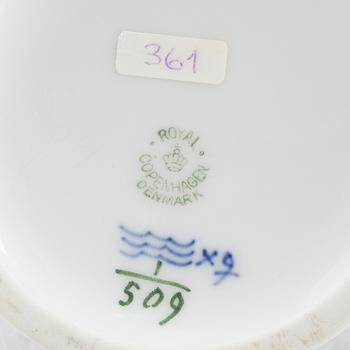 361
ROYAL
COPENHAGEN
DENMARK
x9
1
509